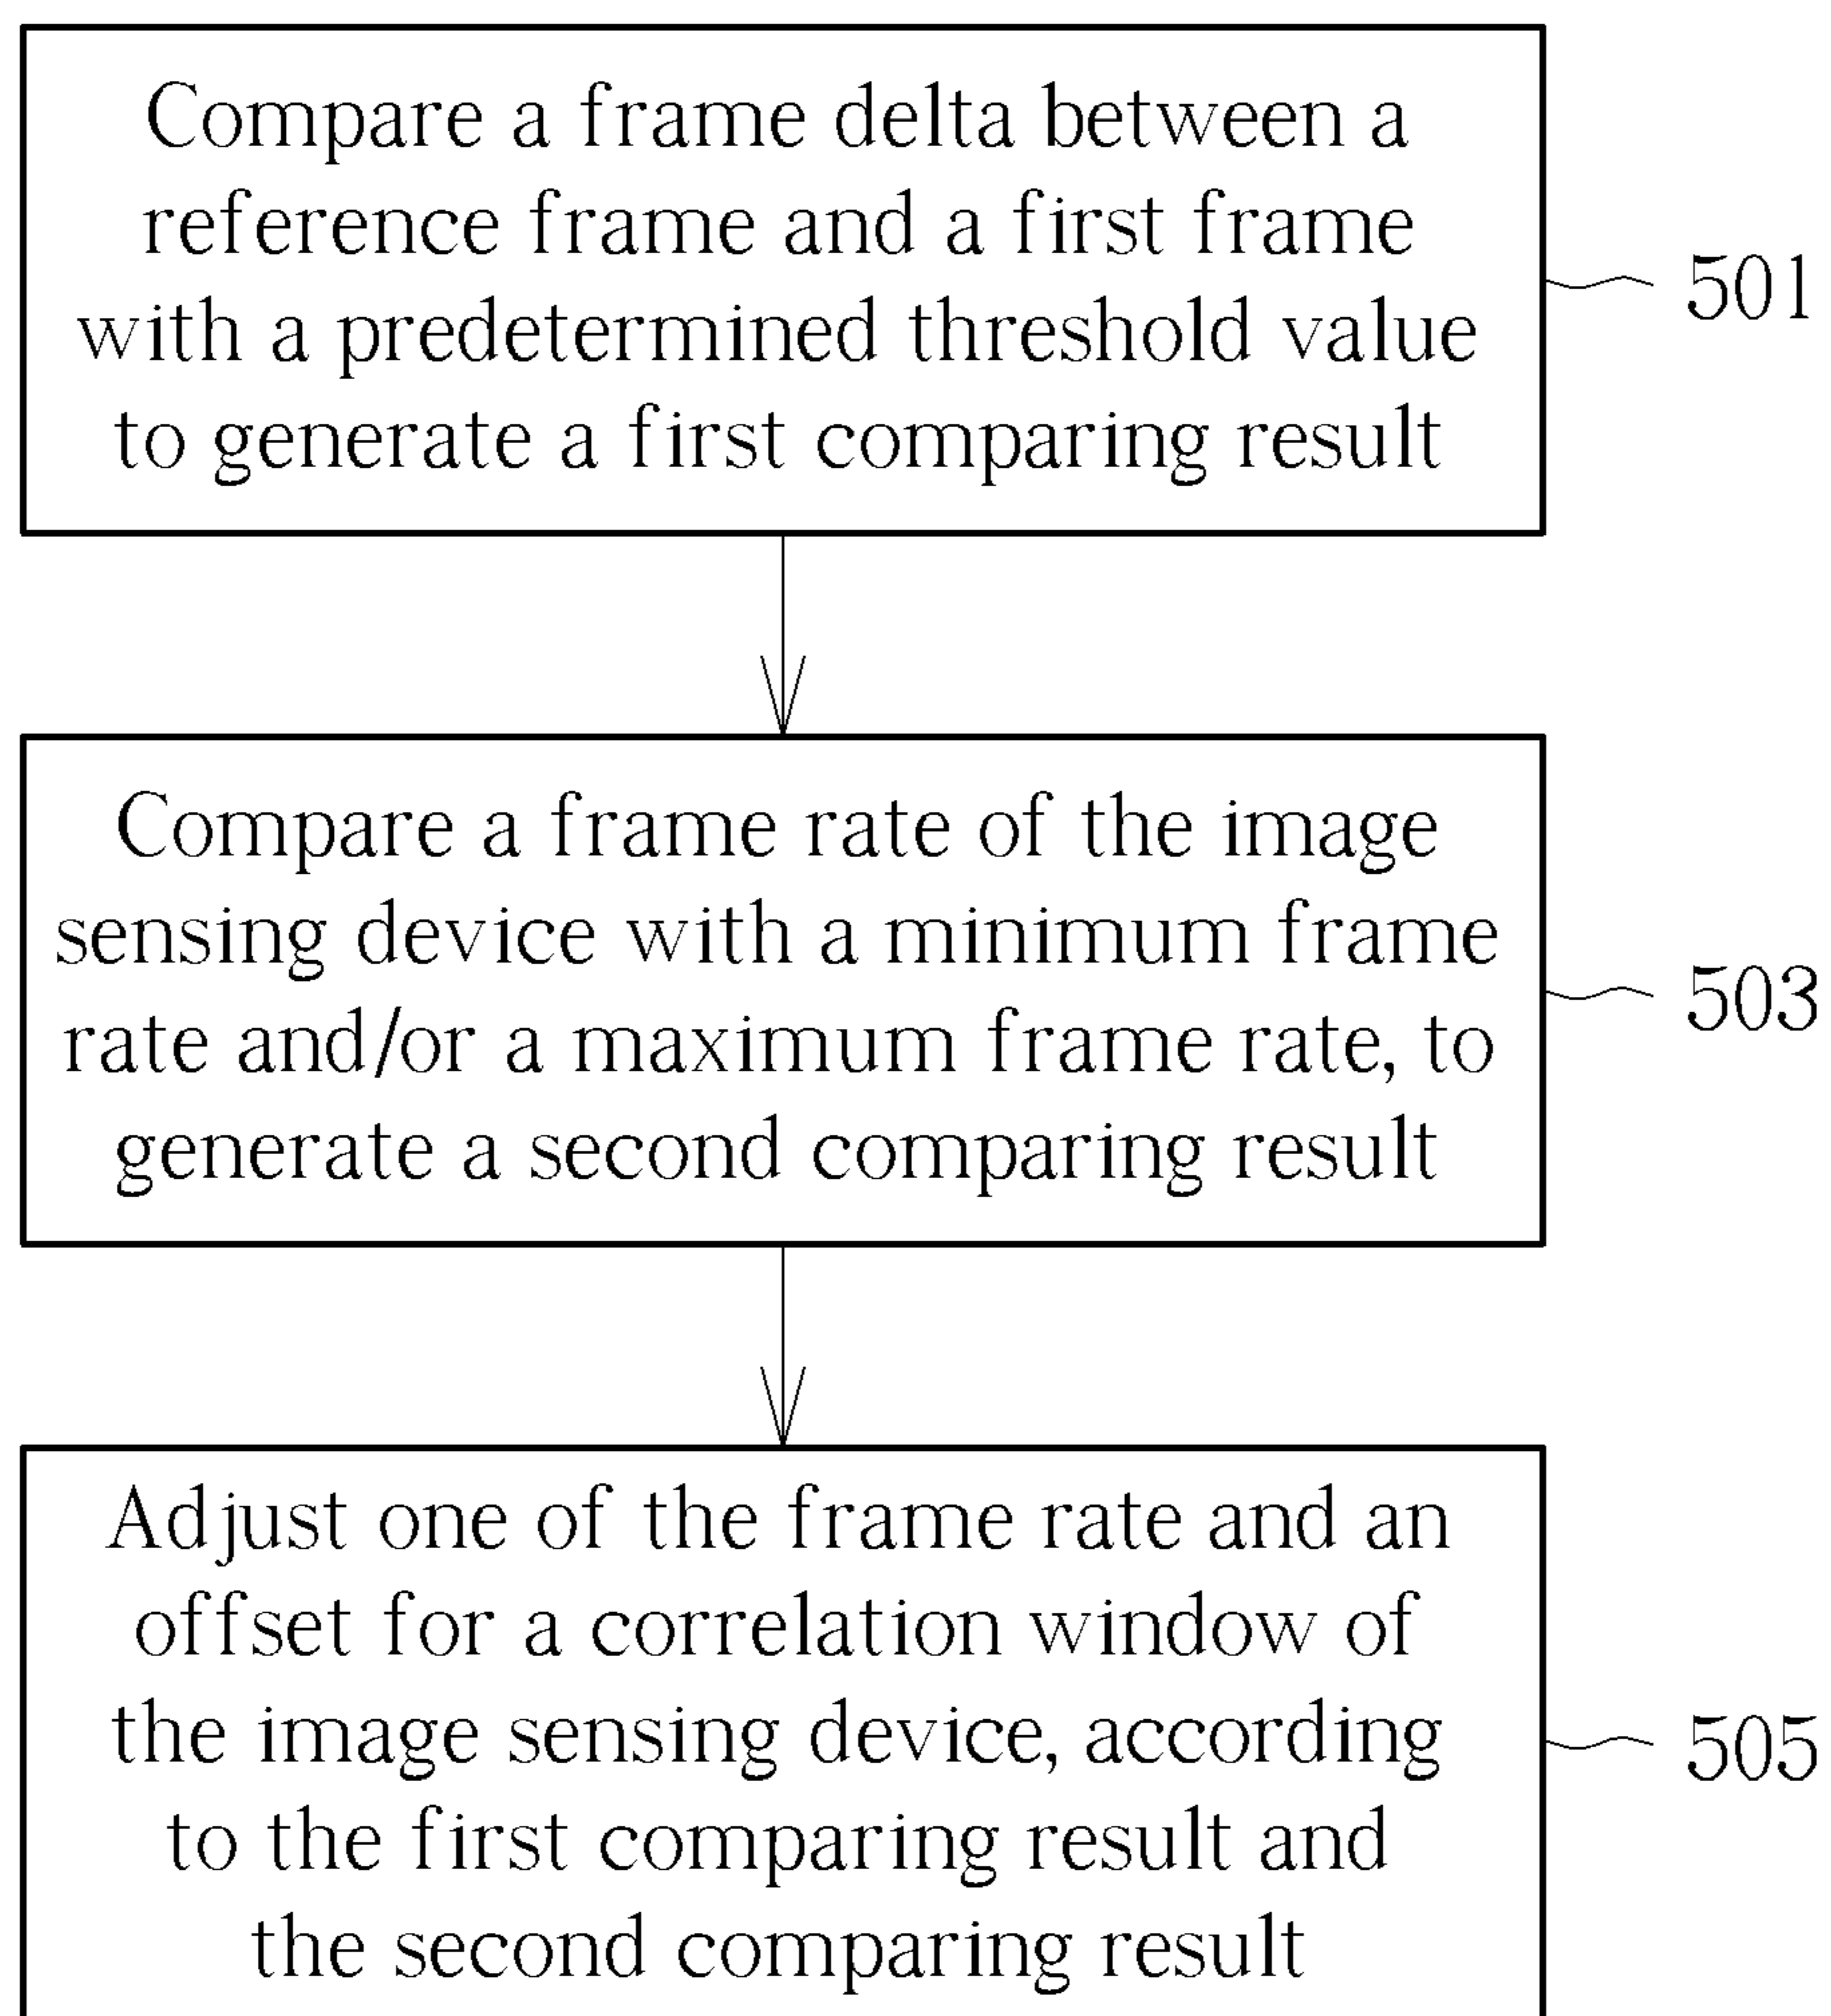 Compare a frame delta between a
reference frame and a first frame
with a predetermined threshold value
to generate a first comparing result
501
Compare a frame rate of the image
sensing device with a minimum frame
rate and/or a maximum frame rate, to
generate a second comparing result
503
Adjust one of the frame rate and an
offset for a correlation window of
the image sensing device, according
to the first comparing result and
the second comparing result
505